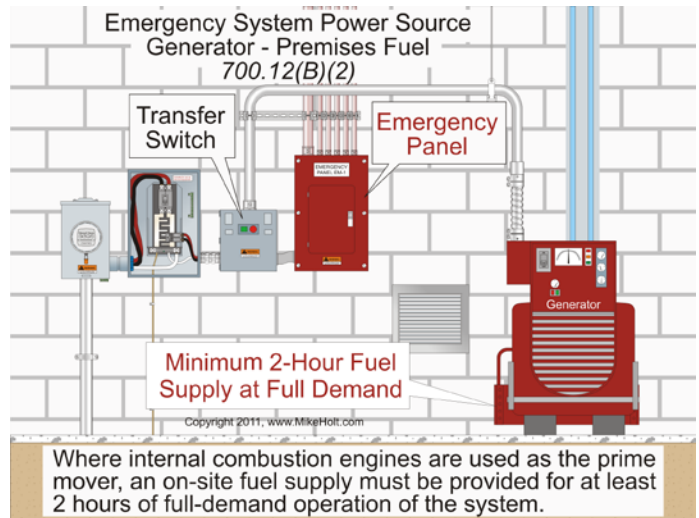 Emergency System Power Source
Generator - Premises Fuel
700.12(B)(2)
Transfer
Switch
Emergency
Panel
EMERGENCY
PANEL EM-1
Generator
Minimum 2-Hour Fuel
Supply at Full Demand
Copyright 2011, www.MikeHolt.com
Where internal combustion engines are used as the prime
mover, an on-site fuel supply must be provided for at least
2 hours of full-demand operation of the system.